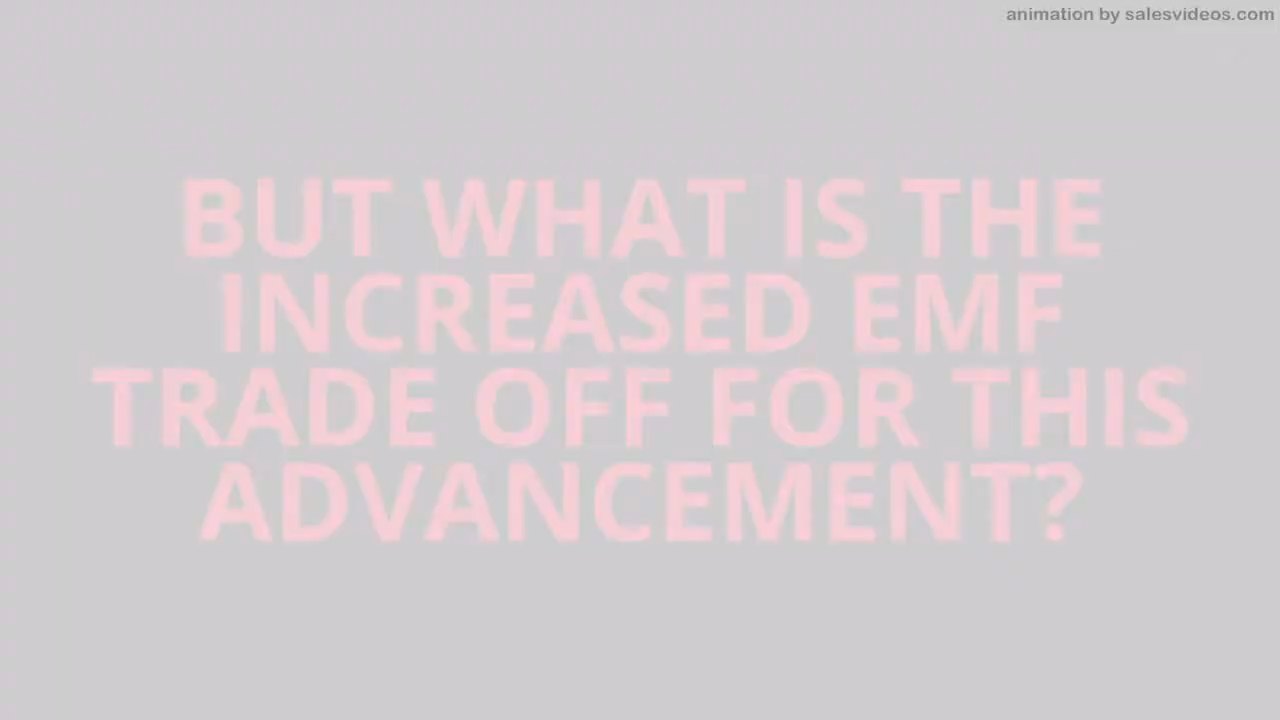 animation by salesvideos.com
BUT WHAT IS THE
INCREASED EMF
TRADE OFF FOR THIS
ADVANCEMENT?